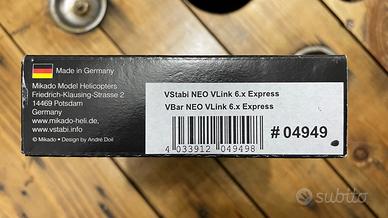 Made in Germany
Mikado Model Helicopters
Friedrich-Klausing-Strasse 2
14469 Potsdam
Germany
www.mikado-heli.de,
www.vstabi.info
© Mikado • Design by André Doil
VStabi NEO VLink 6.x Express
VBar NEO VLink 6.x Express
# 04949
4 033912 049498
subito